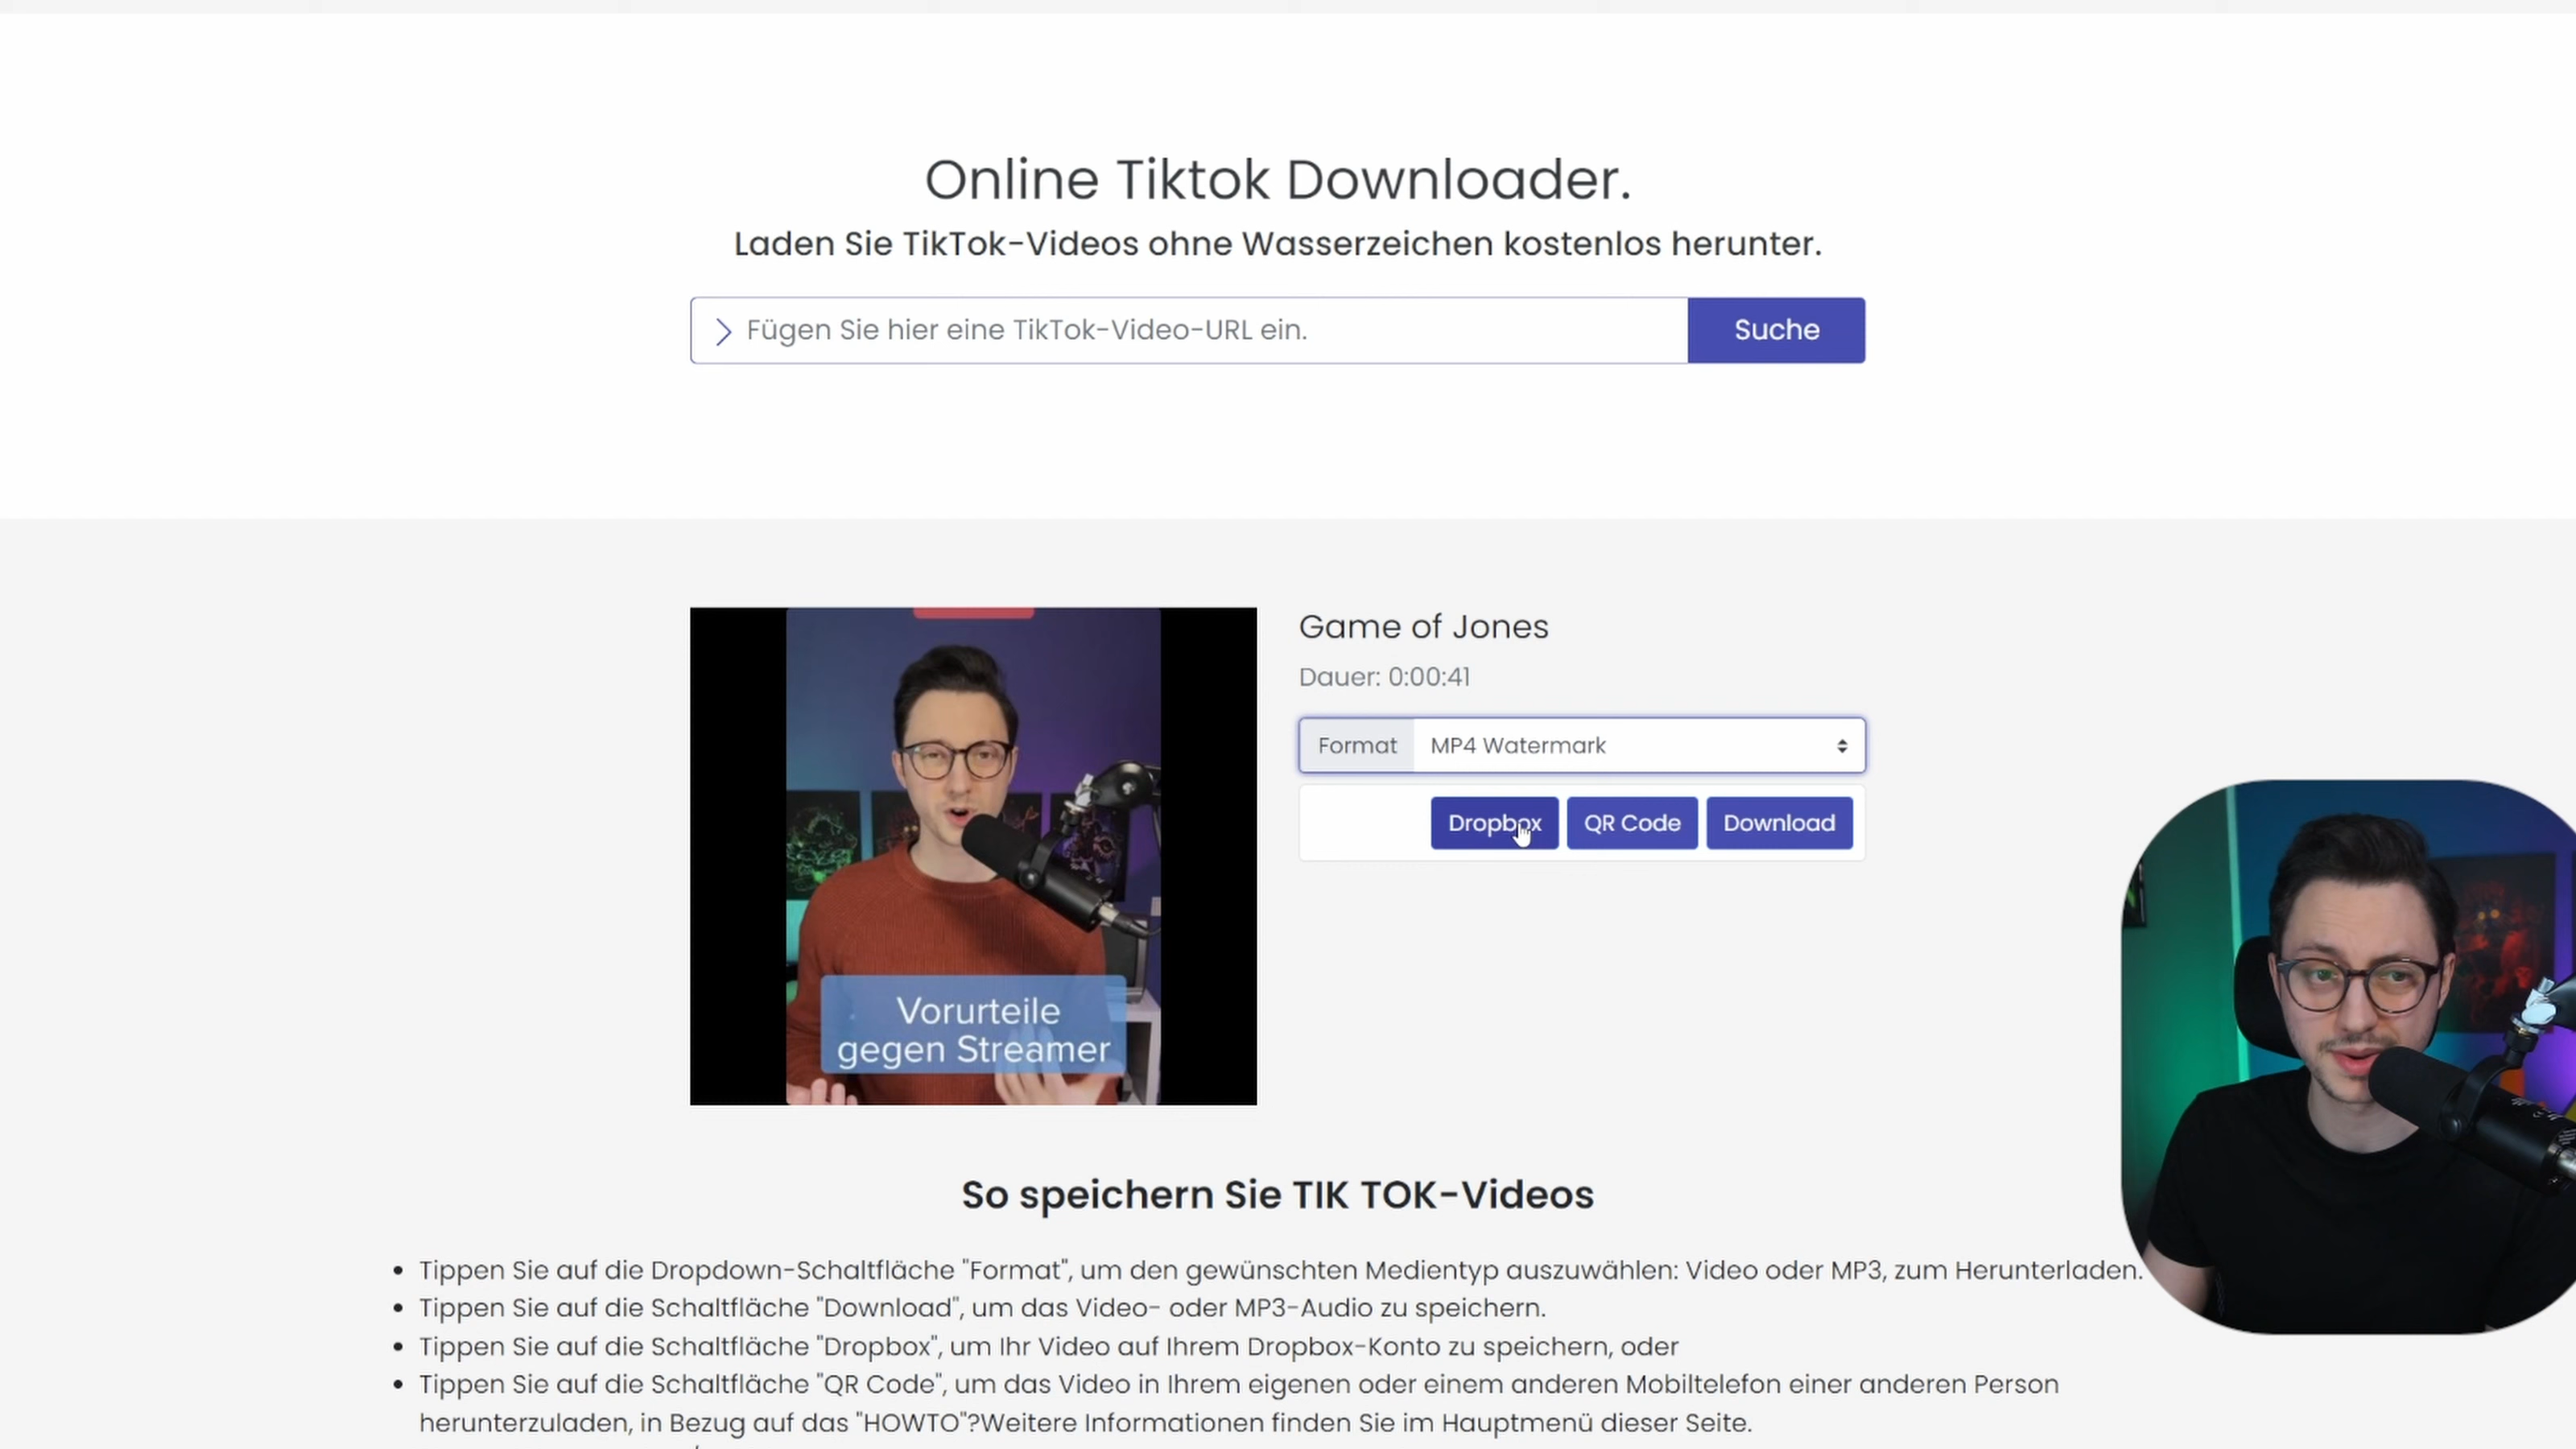 Online Tiktok Downloader.
Laden Sie TikTok-Videos ohne Wasserzeichen kostenlos herunter.
Fügen Sie hier eine TikTok-Video-URL ein.
Suche
Game of Jones
Dauer: 0:00:41
Format
MP4 Watermark
Dropbox
QR Code
Download
Vorurteile
gegen Streamer
So speichern Sie TIK TOK-Videos
Tippen Sie auf die Dropdown-Schaltfläche "Format", um den gewünschten Medientyp auszuwählen: Video oder MP3, zum Herunterladen.
Tippen Sie auf die Schaltfläche "Download", um das Video- oder MP3-Audio zu speichern.
Tippen Sie auf die Schaltfläche "Dropbox", um Ihr Video auf Ihrem Dropbox-Konto zu speichern, oder
Tippen Sie auf die Schaltfläche "QR Code", um das Video in Ihrem eigenen oder einem anderen Mobiltelefon einer anderen Person
herunterzuladen, in Bezug auf das "HOWTO"?Weitere Informationen finden Sie im Hauptmenü dieser Seite.